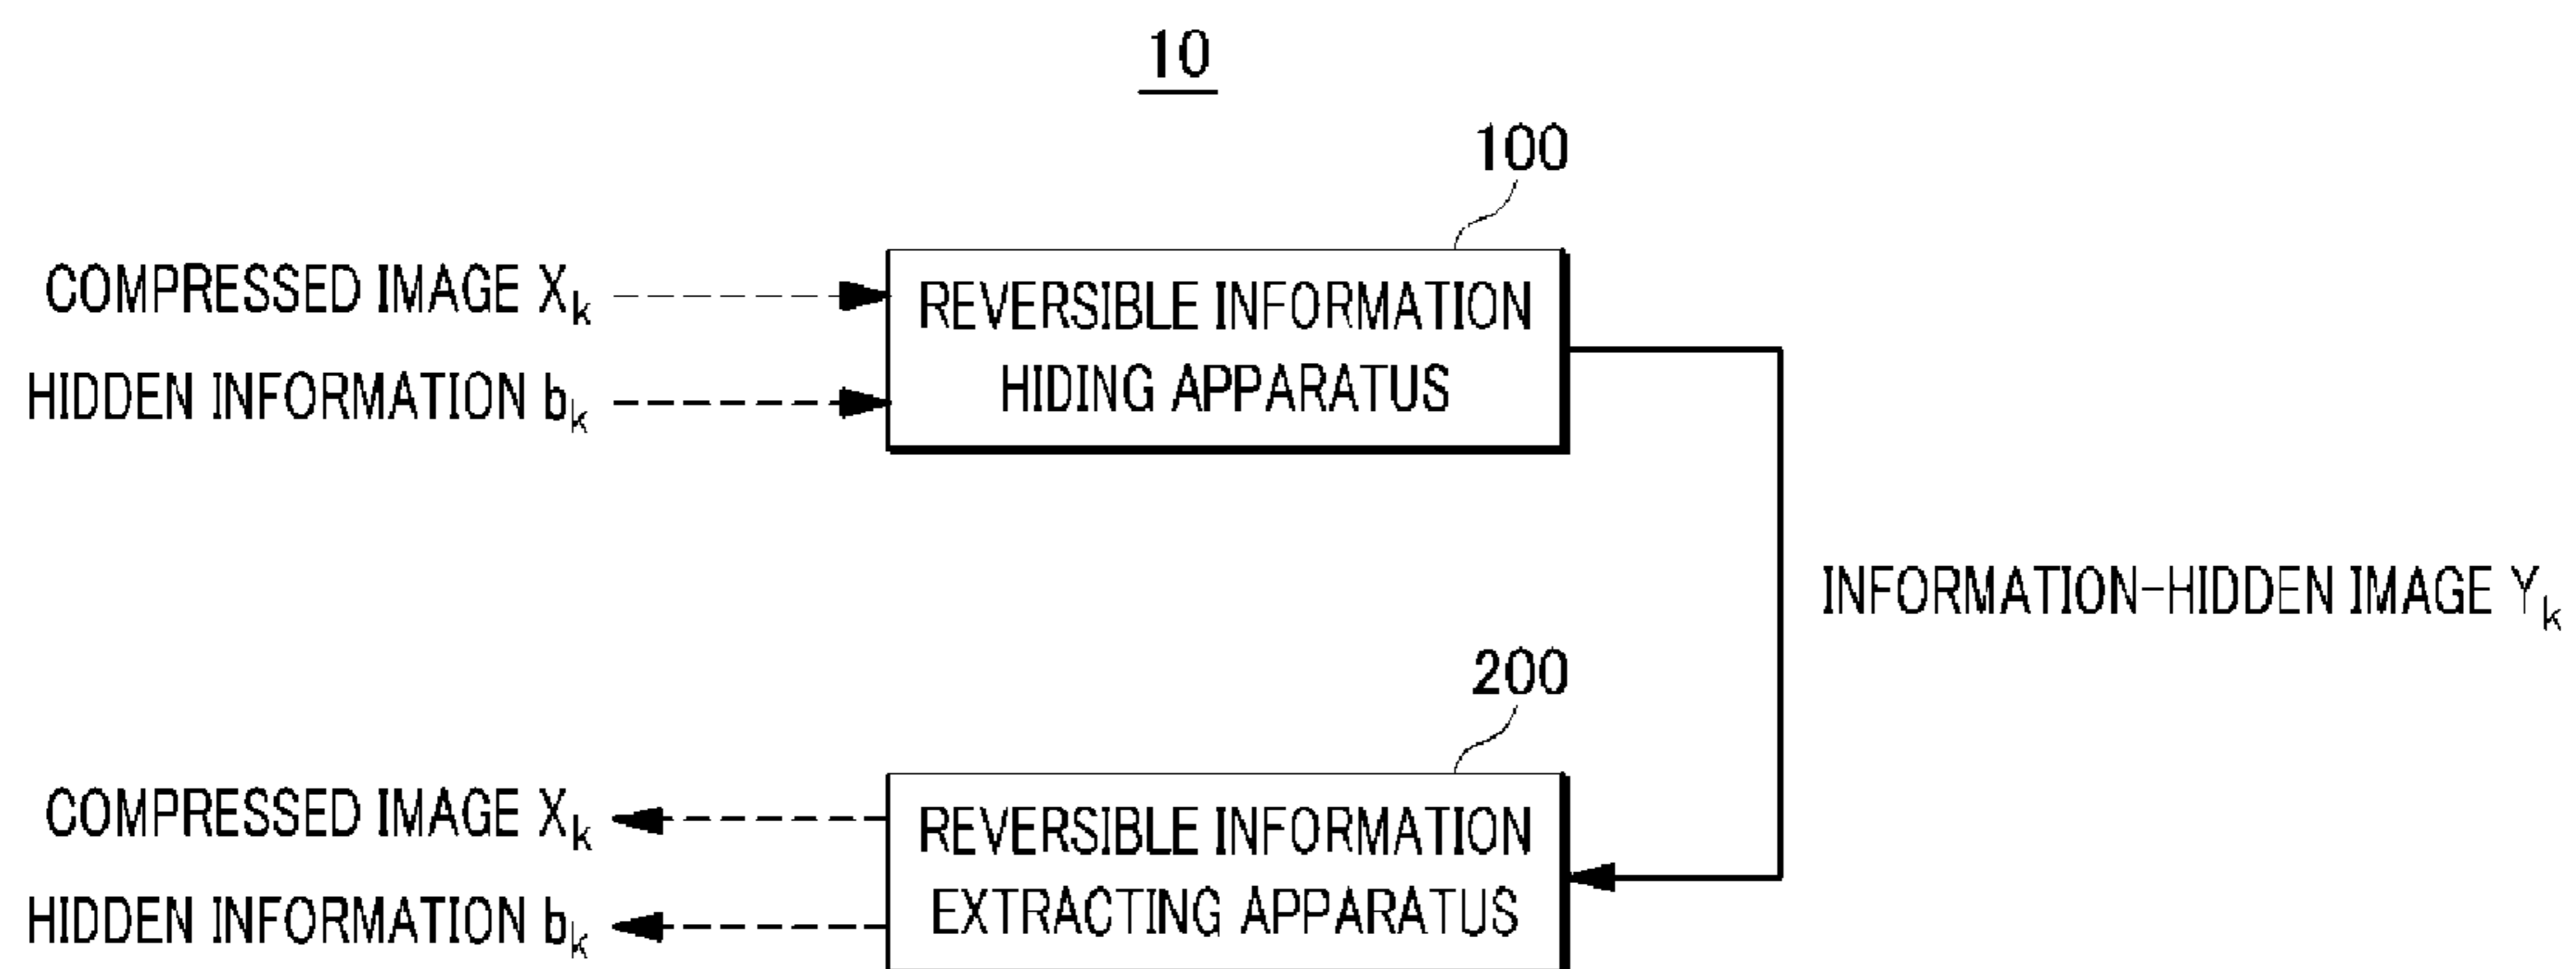 10
100
COMPRESSED IMAGE Xk
HIDDEN INFORMATION bk
REVERSIBLE INFORMATION
HIDING APPARATUS
INFORMATION-HIDDEN IMAGE Yk
200
COMPRESSED IMAGE Xk
HIDDEN INFORMATION bk
REVERSIBLE INFORMATION
EXTRACTING APPARATUS